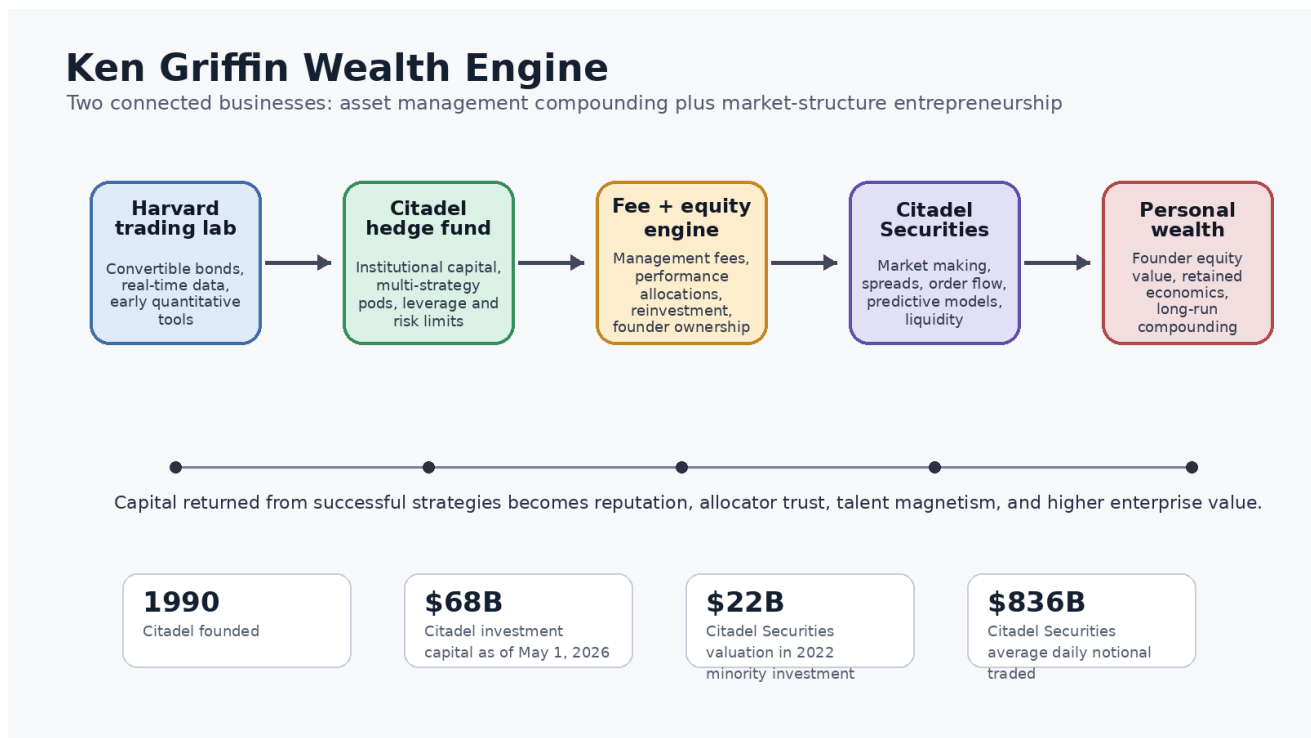 Ken Griffin Wealth Engine
Two connected businesses: asset management compounding plus market-structure entrepreneurship
Harvard
trading lab
Convertible bonds,
real-time data,
early quantitative
tools
Citadel
hedge fund
Institutional capital,
multi-strategy
pods, leverage and
risk limits
Fee + equity
engine
Management fees,
performance
allocations,
reinvestment,
founder ownership
Citadel
Securities
Market making,
spreads, order flow,
predictive models,
liquidity
Personal
wealth
Founder equity
value, retained
economics,
long-run
compounding
Capital returned from successful strategies becomes reputation, allocator trust, talent magnetism, and higher enterprise value.
1990
Citadel founded
$68B
Citadel investment
capital as of May 1, 2026
$22B
Citadel Securities
valuation in 2022
minority investment
$836B
Citadel Securities
average daily notional
traded